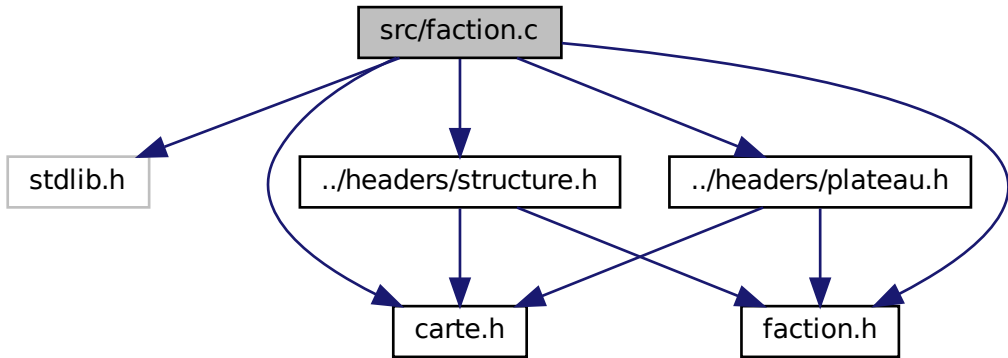 src/faction.c
stdlib.h
../headers/structure.h
../headers/plateau.h
carte.h
faction.h